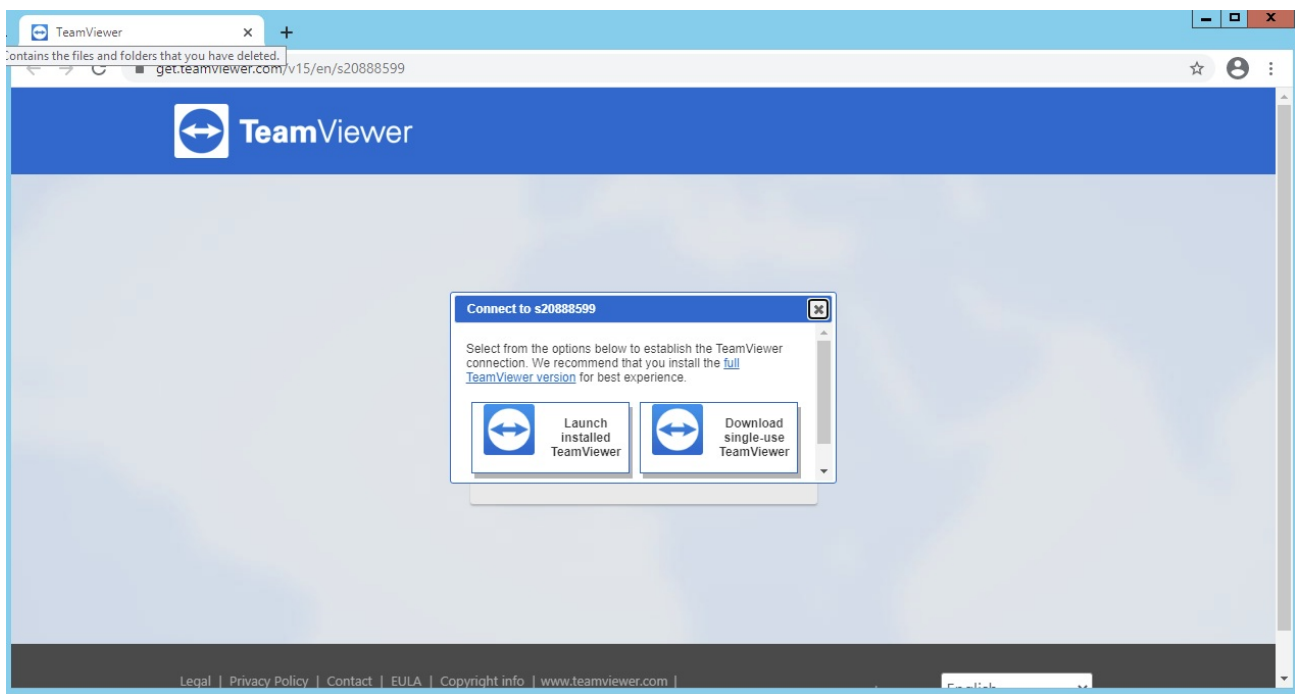 TeamViewer
Contains the files and folders that you have deleted.
get.teamviewer.com/v15/en/s20888599
TeamViewer
Connect to s20888599
Select from the options below to establish the TeamViewer
connection. We recommend that you install the full
TeamViewer version for best experience.
Launch
installed
TeamViewer
Download
single-use
TeamViewer
Legal | Privacy Policy | Contact | EULA | Copyright info | www.teamviewer.com |
English